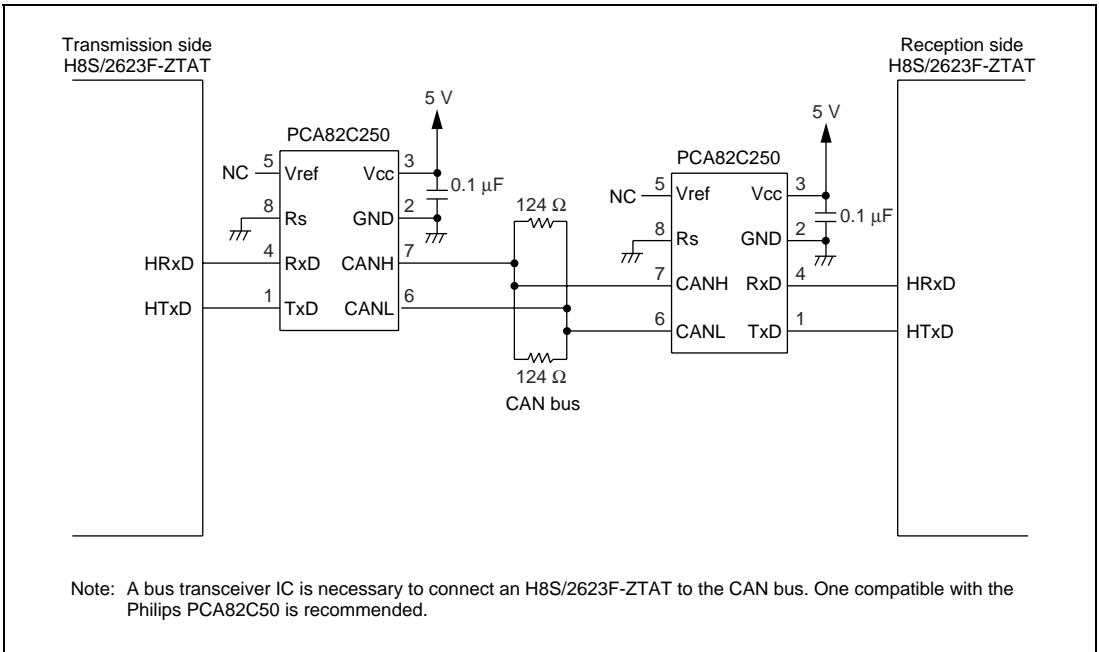 Transmission side
H8S/2623F-ZTAT
Reception side
H8S/2623F-ZTAT
5 V
PCA82C250
NC
5
Vref
Vcc
3
0.1 μF
8
Rs
GND
2
HRxD
4
RxD
CANH
7
HTxD
1
TxD
CANL
6
124 Ω
124 Ω
CAN bus
5 V
PCA82C250
NC
5
Vref
Vcc
3
0.1 μF
8
Rs
GND
2
7
CANH
RxD
4
HRxD
6
CANL
TxD
1
HTxD
Note: A bus transceiver IC is necessary to connect an H8S/2623F-ZTAT to the CAN bus. One compatible with the
Philips PCA82C50 is recommended.